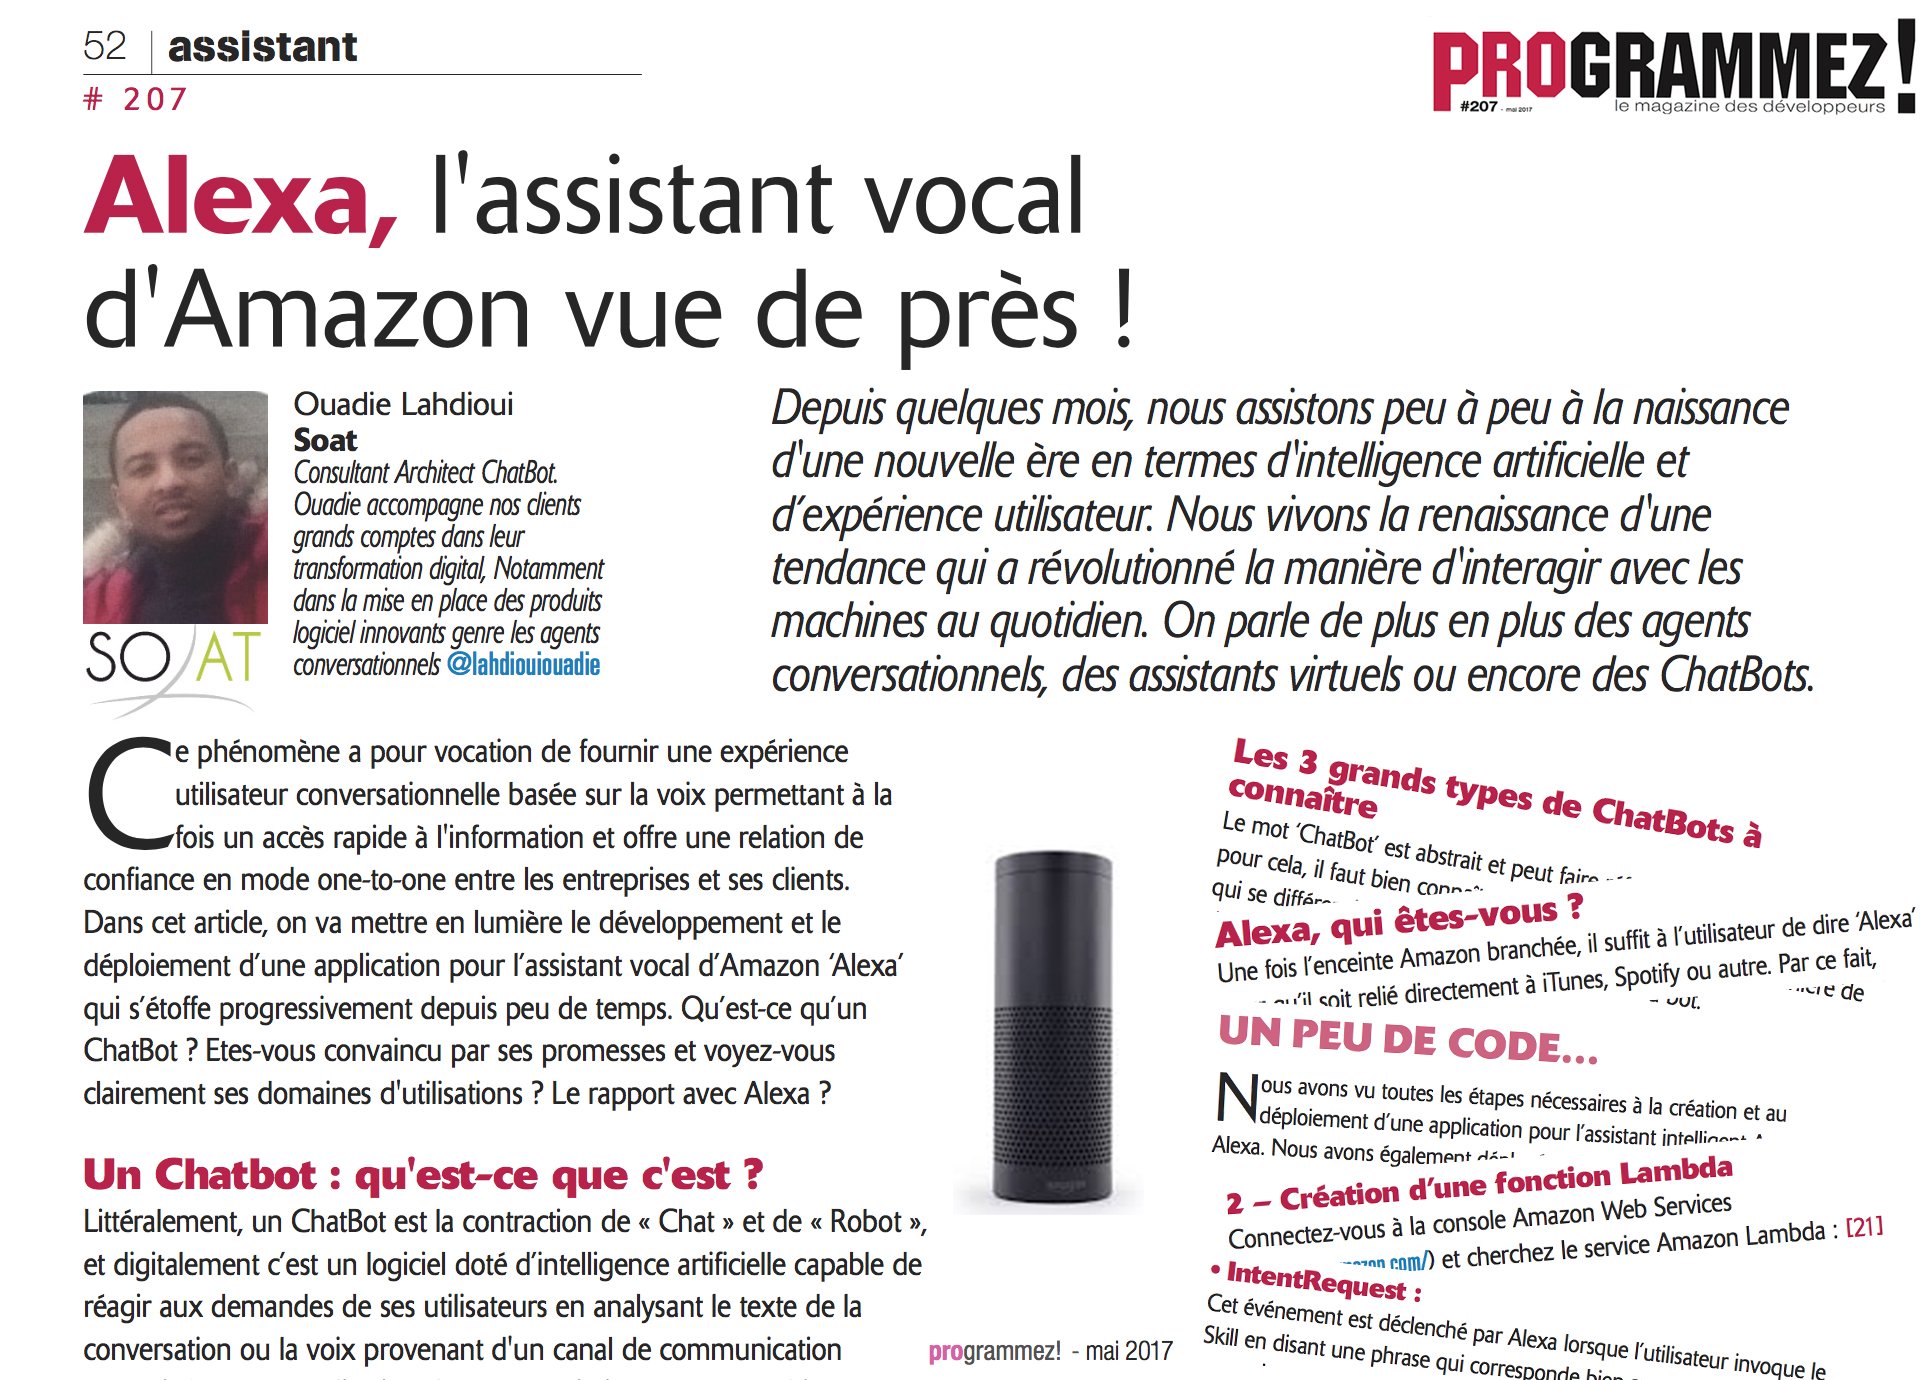 52 | assistant
# 207
PROGRAMMEZ!
#207 - mai 2017
le magazine des développeurs
Alexa, l'assistant vocal
d'Amazon vue de près !
Ouadie Lahdioui
Soat
Consultant Architect ChatBot.
Ouadie accompagne nos clients
grands comptes dans leur
transformation digital, Notamment
dans la mise en place des produits
logiciel innovants genre les agents
conversationnels @lahdiouiouadie
SOAT
Depuis quelques mois, nous assistons peu à peu à la naissance
d'une nouvelle ère en termes d'intelligence artificielle et
d’expérience utilisateur. Nous vivons la renaissance d'une
tendance qui a révolutionné la manière d'interagir avec les
machines au quotidien. On parle de plus en plus des agents
conversationnels, des assistants virtuels ou encore des ChatBots.
Ce phénomène a pour vocation de fournir une expérience
utilisateur conversationnelle basée sur la voix permettant à la
fois un accès rapide à l'information et offre une relation de
confiance en mode one-to-one entre les entreprises et ses clients.
Dans cet article, on va mettre en lumière le développement et le
déploiement d’une application pour l’assistant vocal d’Amazon ‘Alexa’
qui s’étoffe progressivement depuis peu de temps. Qu’est-ce qu’un
ChatBot ? Etes-vous convaincu par ses promesses et voyez-vous
clairement ses domaines d'utilisations ? Le rapport avec Alexa ?
Un Chatbot : qu'est-ce que c'est ?
Littéralement, un ChatBot est la contraction de « Chat » et de « Robot »,
et digitalement c’est un logiciel doté d’intelligence artificielle capable de
réagir aux demandes de ses utilisateurs en analysant le texte de la
conversation ou la voix provenant d'un canal de communication
Les 3 grands types de ChatBots à
connaître
Le mot ‘ChatBot’ est abstrait et peut faire
pour cela, il faut bien
qui se
Alexa, qui êtes-vous ?
Une fois l’enceinte Amazon branchée, il suffit à l’utilisateur de dire ‘Alexa’
qu’il soit relié directement à iTunes, Spotify ou autre. Par ce fait,
de
bot.
UN PEU DE CODE...
Nous avons vu toutes les étapes nécessaires à la création et au
déploiement d’une application pour l’assistant
Alexa. Nous avons également
2 – Création d’une fonction Lambda
Connectez-vous à la console Amazon Web Services
.com/) et cherchez le service Amazon Lambda : [21]
• IntentRequest :
Cet événement est déclenché par Alexa lorsque l’utilisateur invoque le
Skill en disant une phrase qui corresponde
programmez! - mai 2017